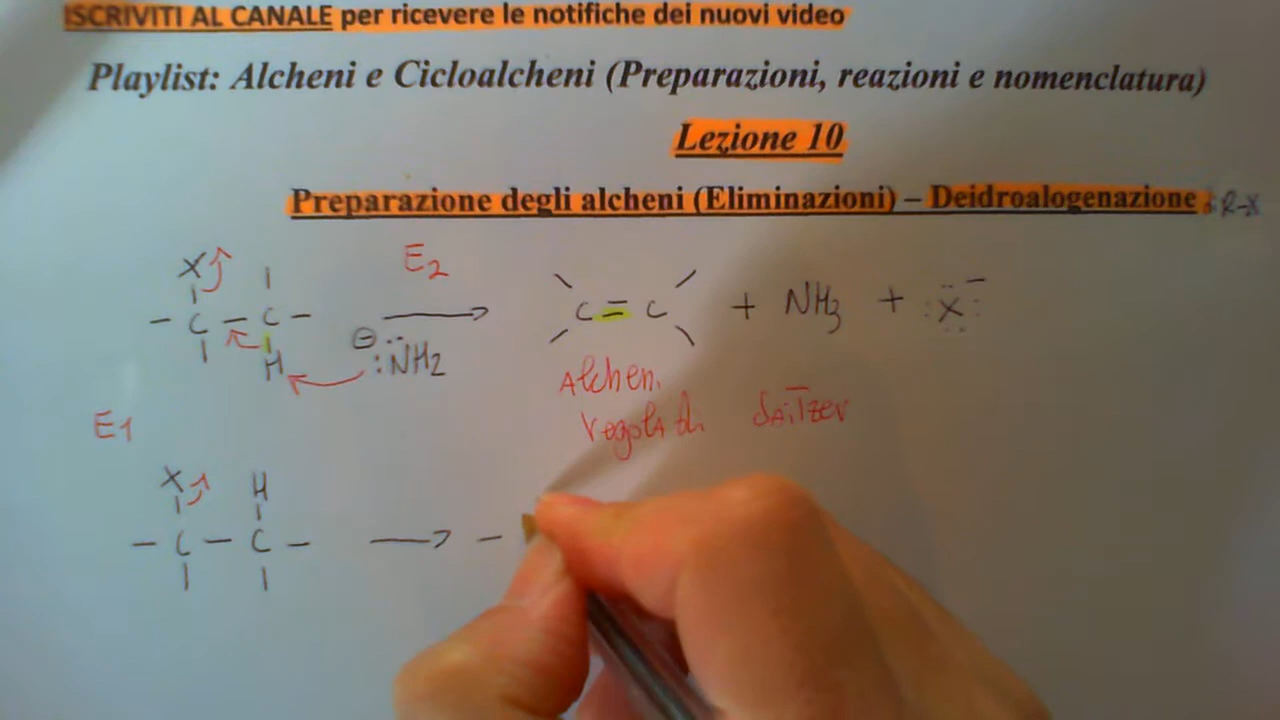 ISCRIVITI AL CANALE per ricevere le notifiche dei nuovi video
Playlist: Alcheni e Cicloalcheni (Preparazioni, reazioni e nomenclatura)
Lezione 10
Preparazione degli alcheni (Eliminazioni) – Deidroalogenazione : R-X
X E2
– C – C – ⊖ :NH2 → C = C + NH3 + :X –
H
Alcheni
Regola di Saitzev
E1
X H
– C – C – → –